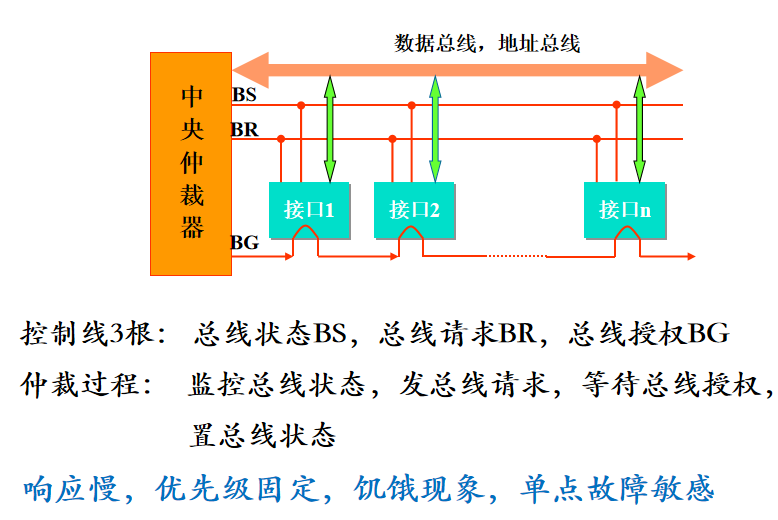 数据总线，地址总线
中央仲裁器
BS
BR
接口1
接口2
接口n
BG
控制线3根： 总线状态BS，总线请求BR，总线授权BG
仲裁过程： 监控总线状态，发总线请求，等待总线授权，
置总线状态
响应慢，优先级固定，饥饿现象，单点故障敏感